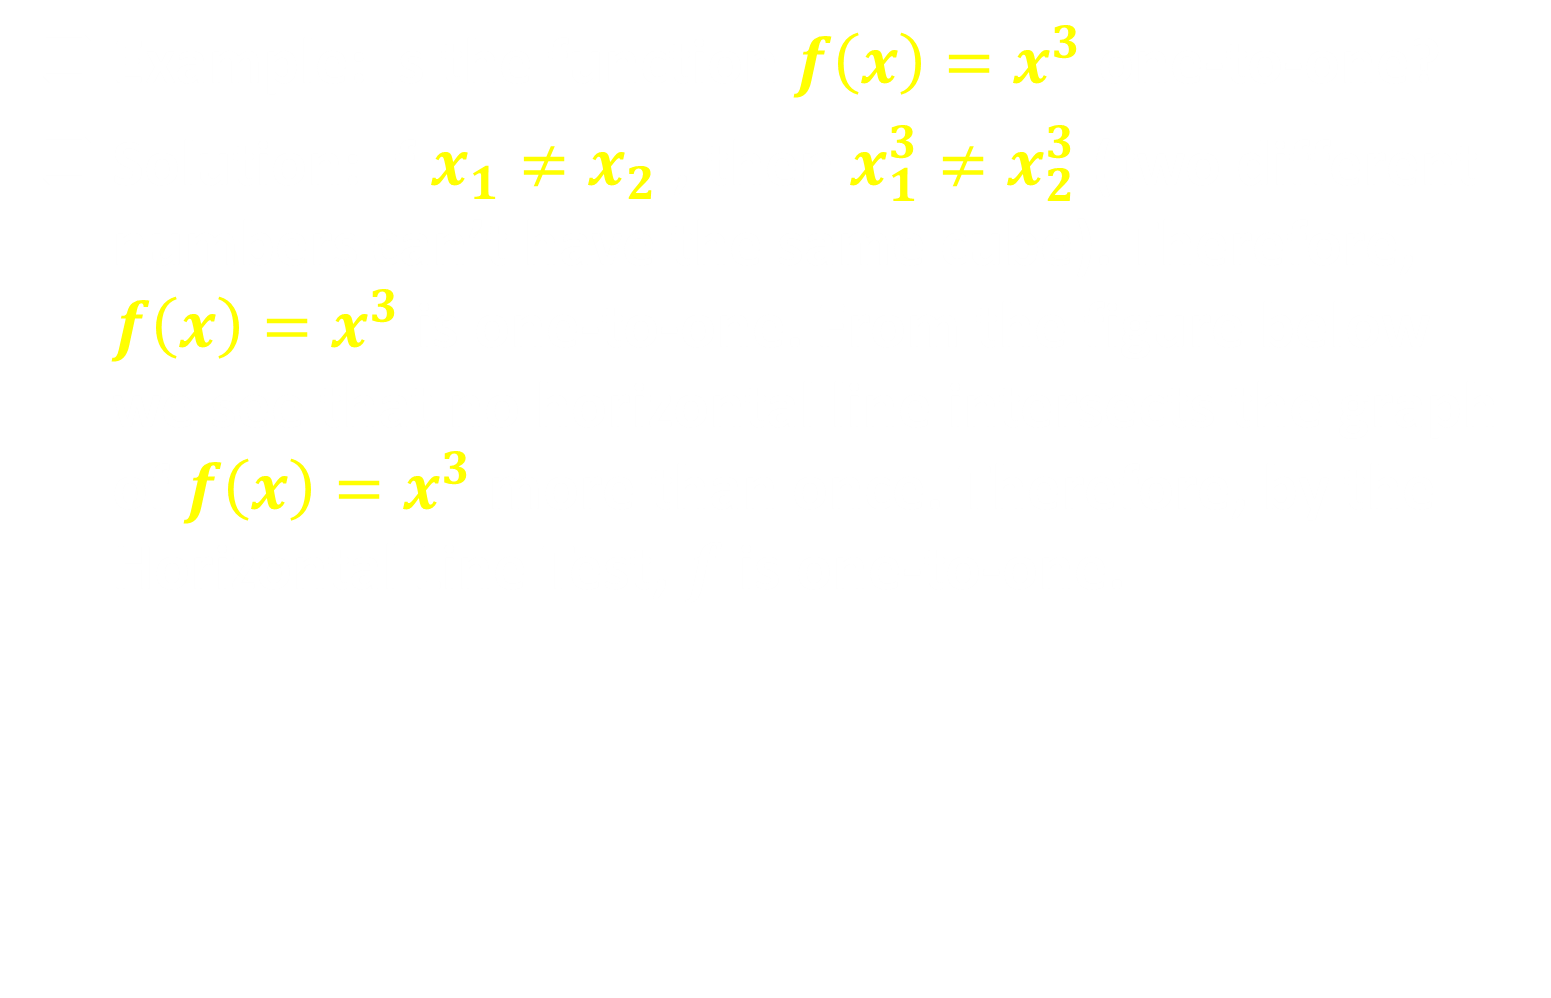 f(x) = x³
x₁ ≠ x₂ x₁³ ≠ x₂³
f(x) = x³
f(x) = x³